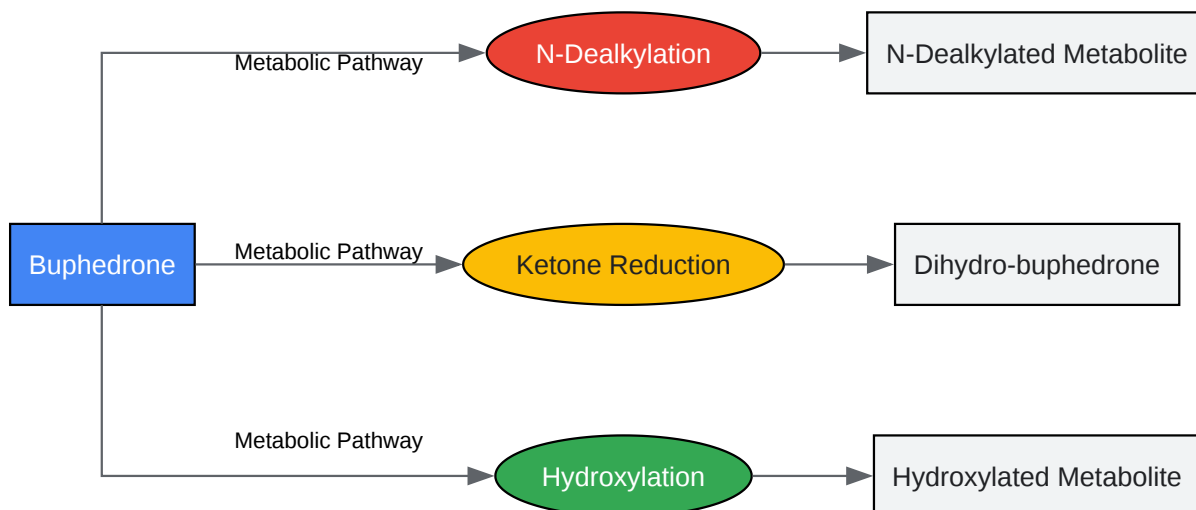 Metabolic Pathway
N-Dealkylation
N-Dealkylated Metabolite
Buphedrone
Metabolic Pathway
Ketone Reduction
Dihydro-buphedrone
Metabolic Pathway
Hydroxylation
Hydroxylated Metabolite